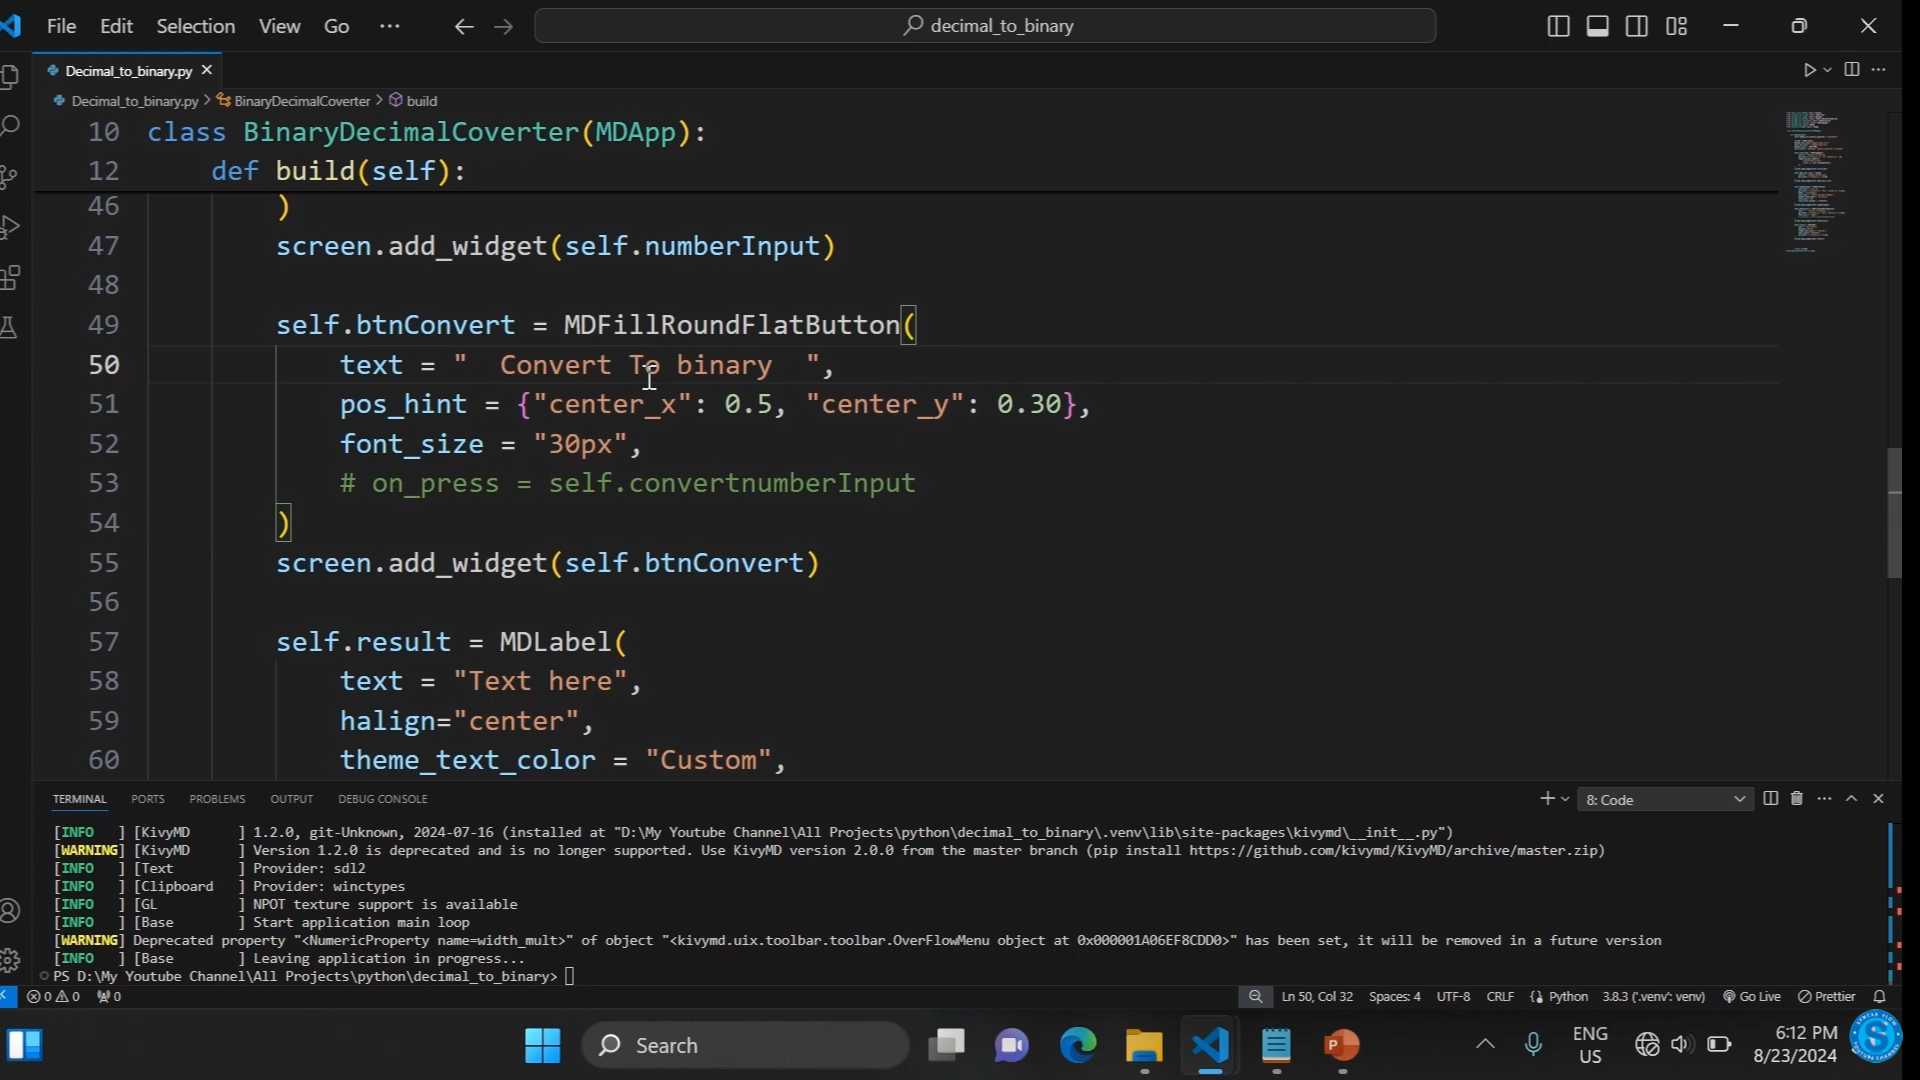 File Edit Selection View Go ··· decimal_to_binary
Decimal_to_binary.py
Decimal_to_binary.py > BinaryDecimalCoverter > build
10 class BinaryDecimalCoverter(MDApp):
12 def build(self):
46 )
47 screen.add_widget(self.numberInput)
48
49 self.btnConvert = MDFillRoundFlatButton(
50 text = "  Convert To binary  ",
51 pos_hint = {"center_x": 0.5, "center_y": 0.30},
52 font_size = "30px",
53 # on_press = self.convertnumberInput
54 )
55 screen.add_widget(self.btnConvert)
56
57 self.result = MDLabel(
58 text = "Text here",
59 halign="center",
60 theme_text_color = "Custom",
TERMINAL PORTS PROBLEMS OUTPUT DEBUG CONSOLE 8: Code
[INFO   ] [KivyMD      ] 1.2.0, git-Unknown, 2024-07-16 (installed at "D:\My Youtube Channel\All Projects\python\decimal_to_binary\.venv\lib\site-packages\kivymd\__init__.py")
[WARNING] [KivyMD      ] Version 1.2.0 is deprecated and is no longer supported. Use KivyMD version 2.0.0 from the master branch (pip install https://github.com/kivymd/KivyMD/archive/master.zip)
[INFO   ] [Text        ] Provider: sdl2
[INFO   ] [Clipboard   ] Provider: winctypes
[INFO   ] [GL          ] NPOT texture support is available
[INFO   ] [Base        ] Start application main loop
[WARNING] Deprecated property "<NumericProperty name=width_mult>" of object "<kivymd.uix.toolbar.toolbar.OverFlowMenu object at 0x000001A06EF8CDD0>" has been set, it will be removed in a future version
[INFO   ] [Base        ] Leaving application in progress...
PS D:\My Youtube Channel\All Projects\python\decimal_to_binary>
0 0 0 Ln 50, Col 32 Spaces: 4 UTF-8 CRLF Python 3.8.3 ('.venv': venv) Go Live Prettier
Search ENG US 6:12 PM 8/23/2024